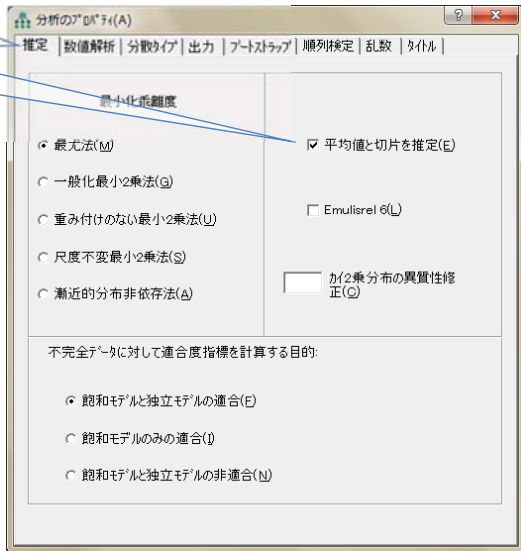 分析のプロパティ(A)
推定 数値解析 分散タイプ 出力 ブートストラップ 順列検定 乱数 タイトル
最小化乖離度
最尤法(M)
一般化最小2乗法(G)
重み付けのない最小2乗法(U)
尺度不変最小2乗法(S)
漸近的分布非依存法(A)
平均値と切片を推定(E)
Emulisrel 6(L)
カイ2乗分布の異質性修
正(C)
不完全データに対して適合度指標を計算する目的:
飽和モデルと独立モデルの適合(F)
飽和モデルのみの適合(I)
飽和モデルと独立モデルの非適合(N)